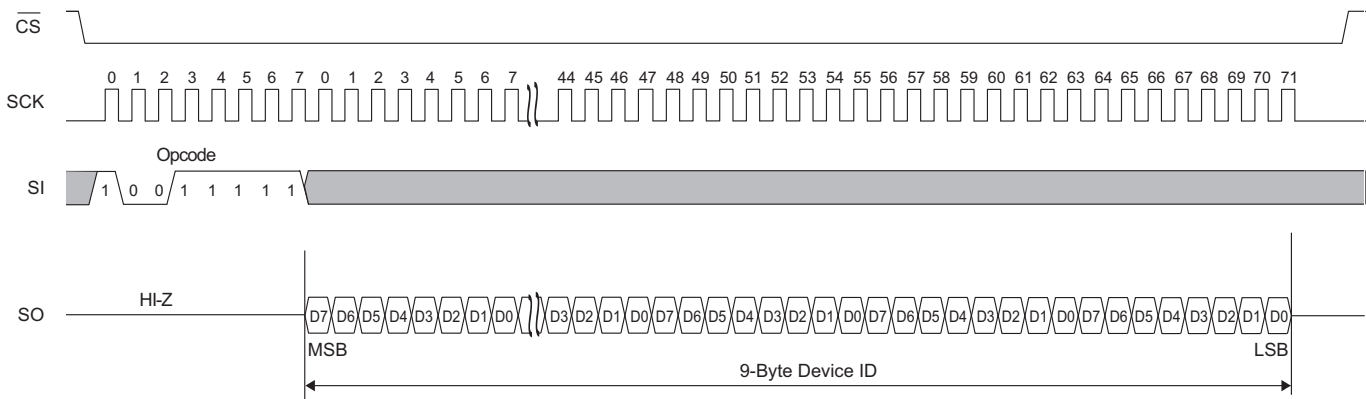 CS
0 1 2 3 4 5 6 7 0 1 2 3 4 5 6 7 44 45 46 47 48 49 50 51 52 53 54 55 56 57 58 59 60 61 62 63 64 65 66 67 68 69 70 71
SCK
Opcode
SI 1 0 0 1 1 1 1 1
HI-Z
SO D7 D6 D5 D4 D3 D2 D1 D0 D3 D2 D1 D0 D7 D6 D5 D4 D3 D2 D1 D0 D7 D6 D5 D4 D3 D2 D1 D0 D7 D6 D5 D4 D3 D2 D1 D0
MSB LSB
9-Byte Device ID